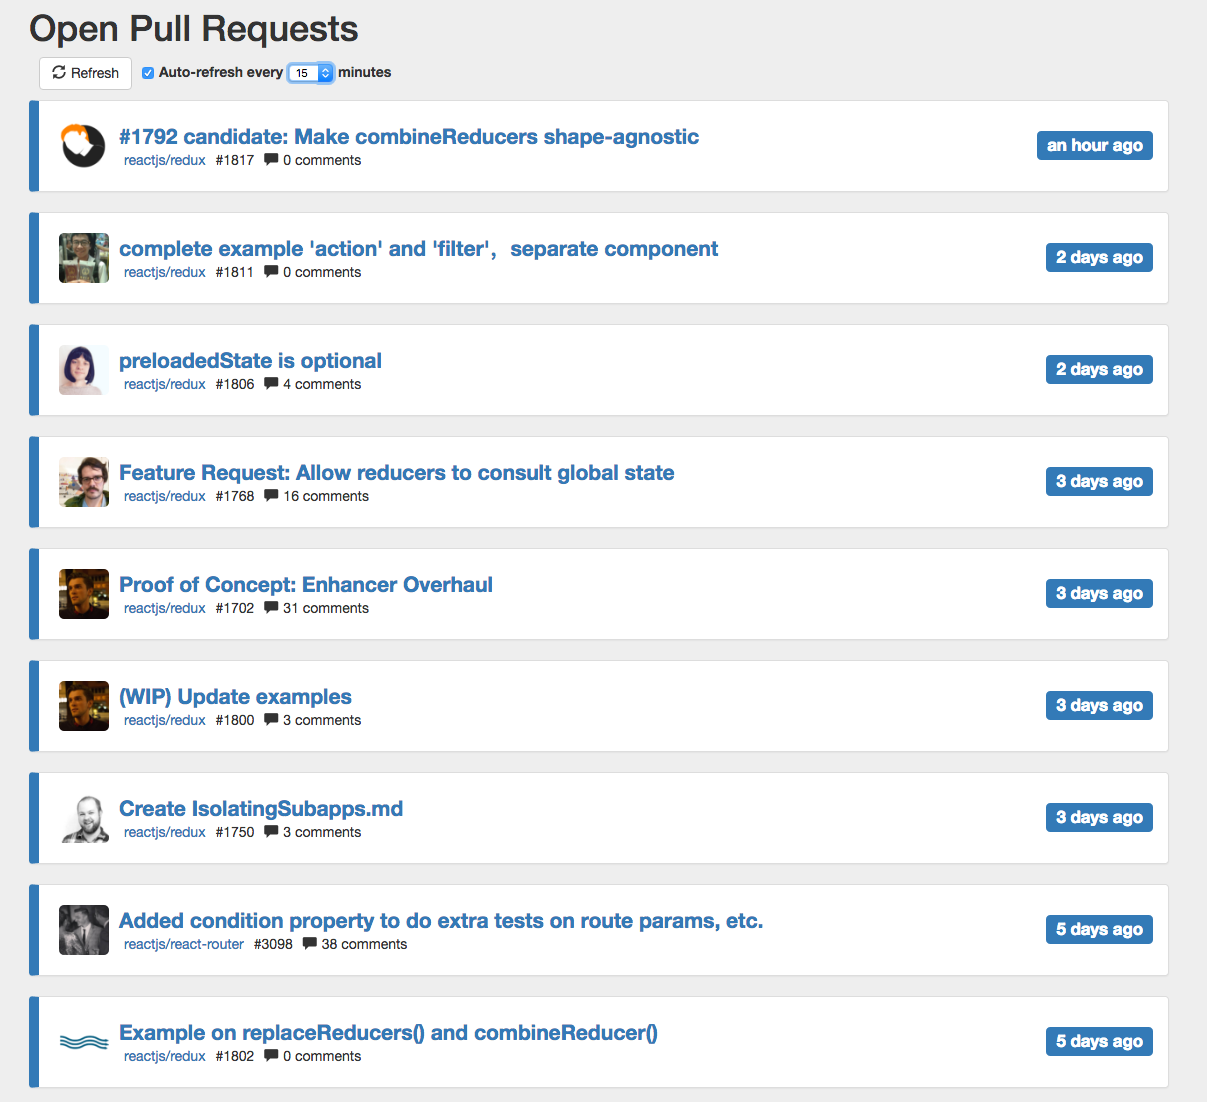 Open Pull Requests
Refresh Auto-refresh every 15 minutes
#1792 candidate: Make combineReducers shape-agnostic
an hour ago
reactjs/redux #1817 0 comments
complete example 'action' and 'filter'，separate component
2 days ago
reactjs/redux #1811 0 comments
preloadedState is optional
2 days ago
reactjs/redux #1806 4 comments
Feature Request: Allow reducers to consult global state
3 days ago
reactjs/redux #1768 16 comments
Proof of Concept: Enhancer Overhaul
3 days ago
reactjs/redux #1702 31 comments
(WIP) Update examples
3 days ago
reactjs/redux #1800 3 comments
Create IsolatingSubapps.md
3 days ago
reactjs/redux #1750 3 comments
Added condition property to do extra tests on route params, etc.
5 days ago
reactjs/react-router #3098 38 comments
Example on replaceReducers() and combineReducer()
5 days ago
reactjs/redux #1802 0 comments